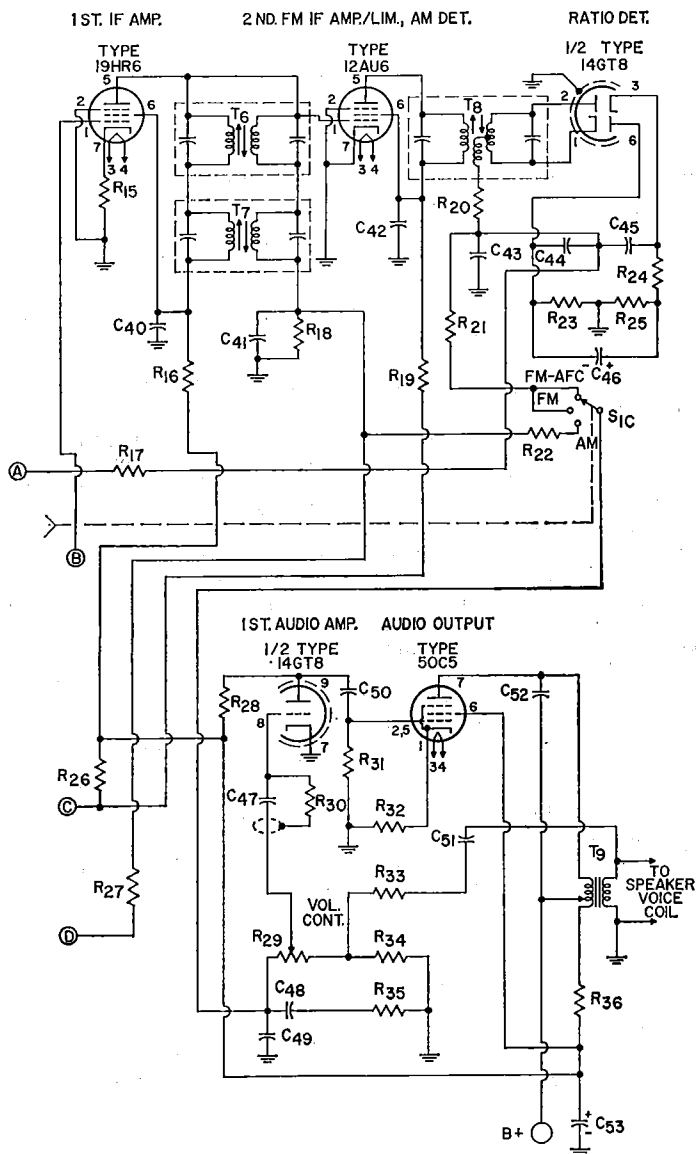 1ST. IF AMP.
2ND. FM IF AMP./LIM., AM DET.
RATIO DET.
TYPE
19HR6
TYPE
12AU6
1/2 TYPE
14GT8
5
2
6
1
7
3 4
T6
R15
T7
C40
R16
C41
R18
5
2
6
1
7
3 4
C42
R19
T8
R20
C43
R21
2
3
1
6
C44
C45
R24
R23
R25
- C46 +
FM-AFC
FM
S1C
AM
R22
A
R17
B
1ST. AUDIO AMP.
AUDIO OUTPUT
1/2 TYPE
14GT8
TYPE
50C5
R28
9
8
7
C50
7
2,5
6
1
3 4
C52
R26
C47
R30
R31
R32
C
C51
R27
R33
T9
TO
SPEAKER
VOICE
COIL
VOL.
CONT.
D
R29
R34
C48
R35
C49
R36
B+
+
-
C53